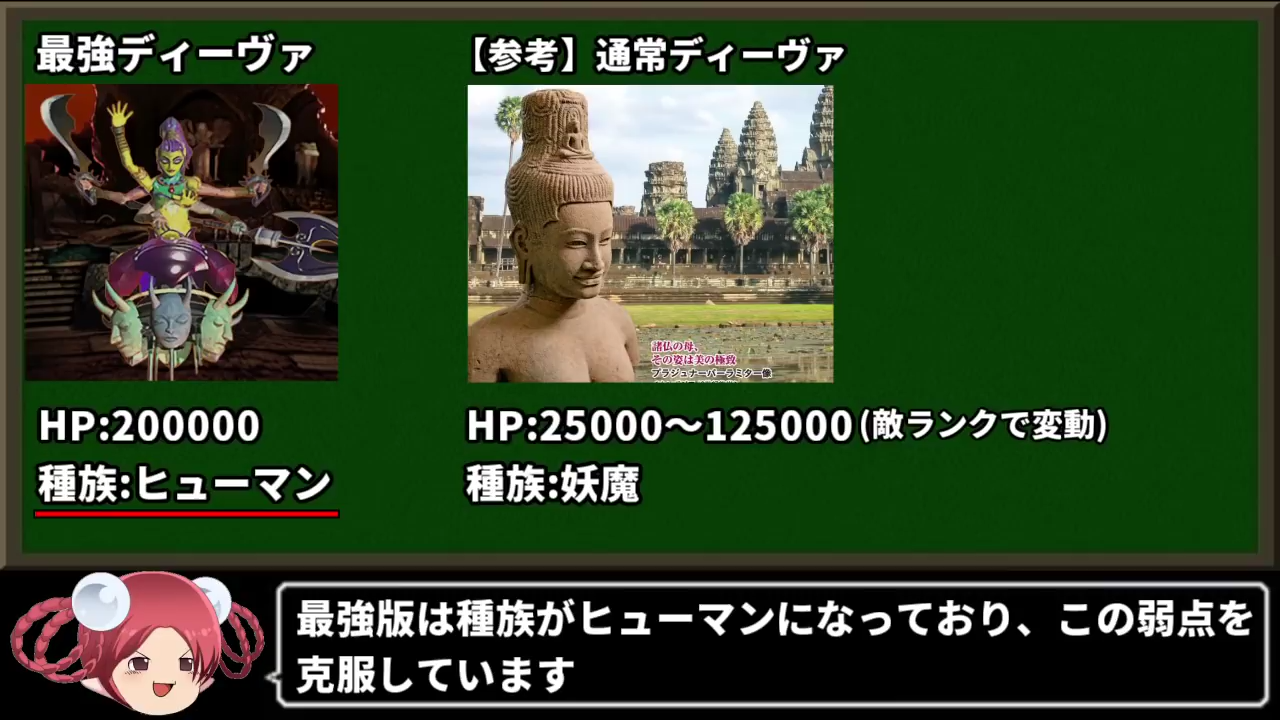 最強ディーヴァ
【参考】通常ディーヴァ
諸仏の母、
その姿は美の極致
プラジュナーパーラミター像
HP:200000
HP:25000～125000(敵ランクで変動)
種族:ヒューマン
種族:妖魔
最強版は種族がヒューマンになっており、この弱点を
克服しています